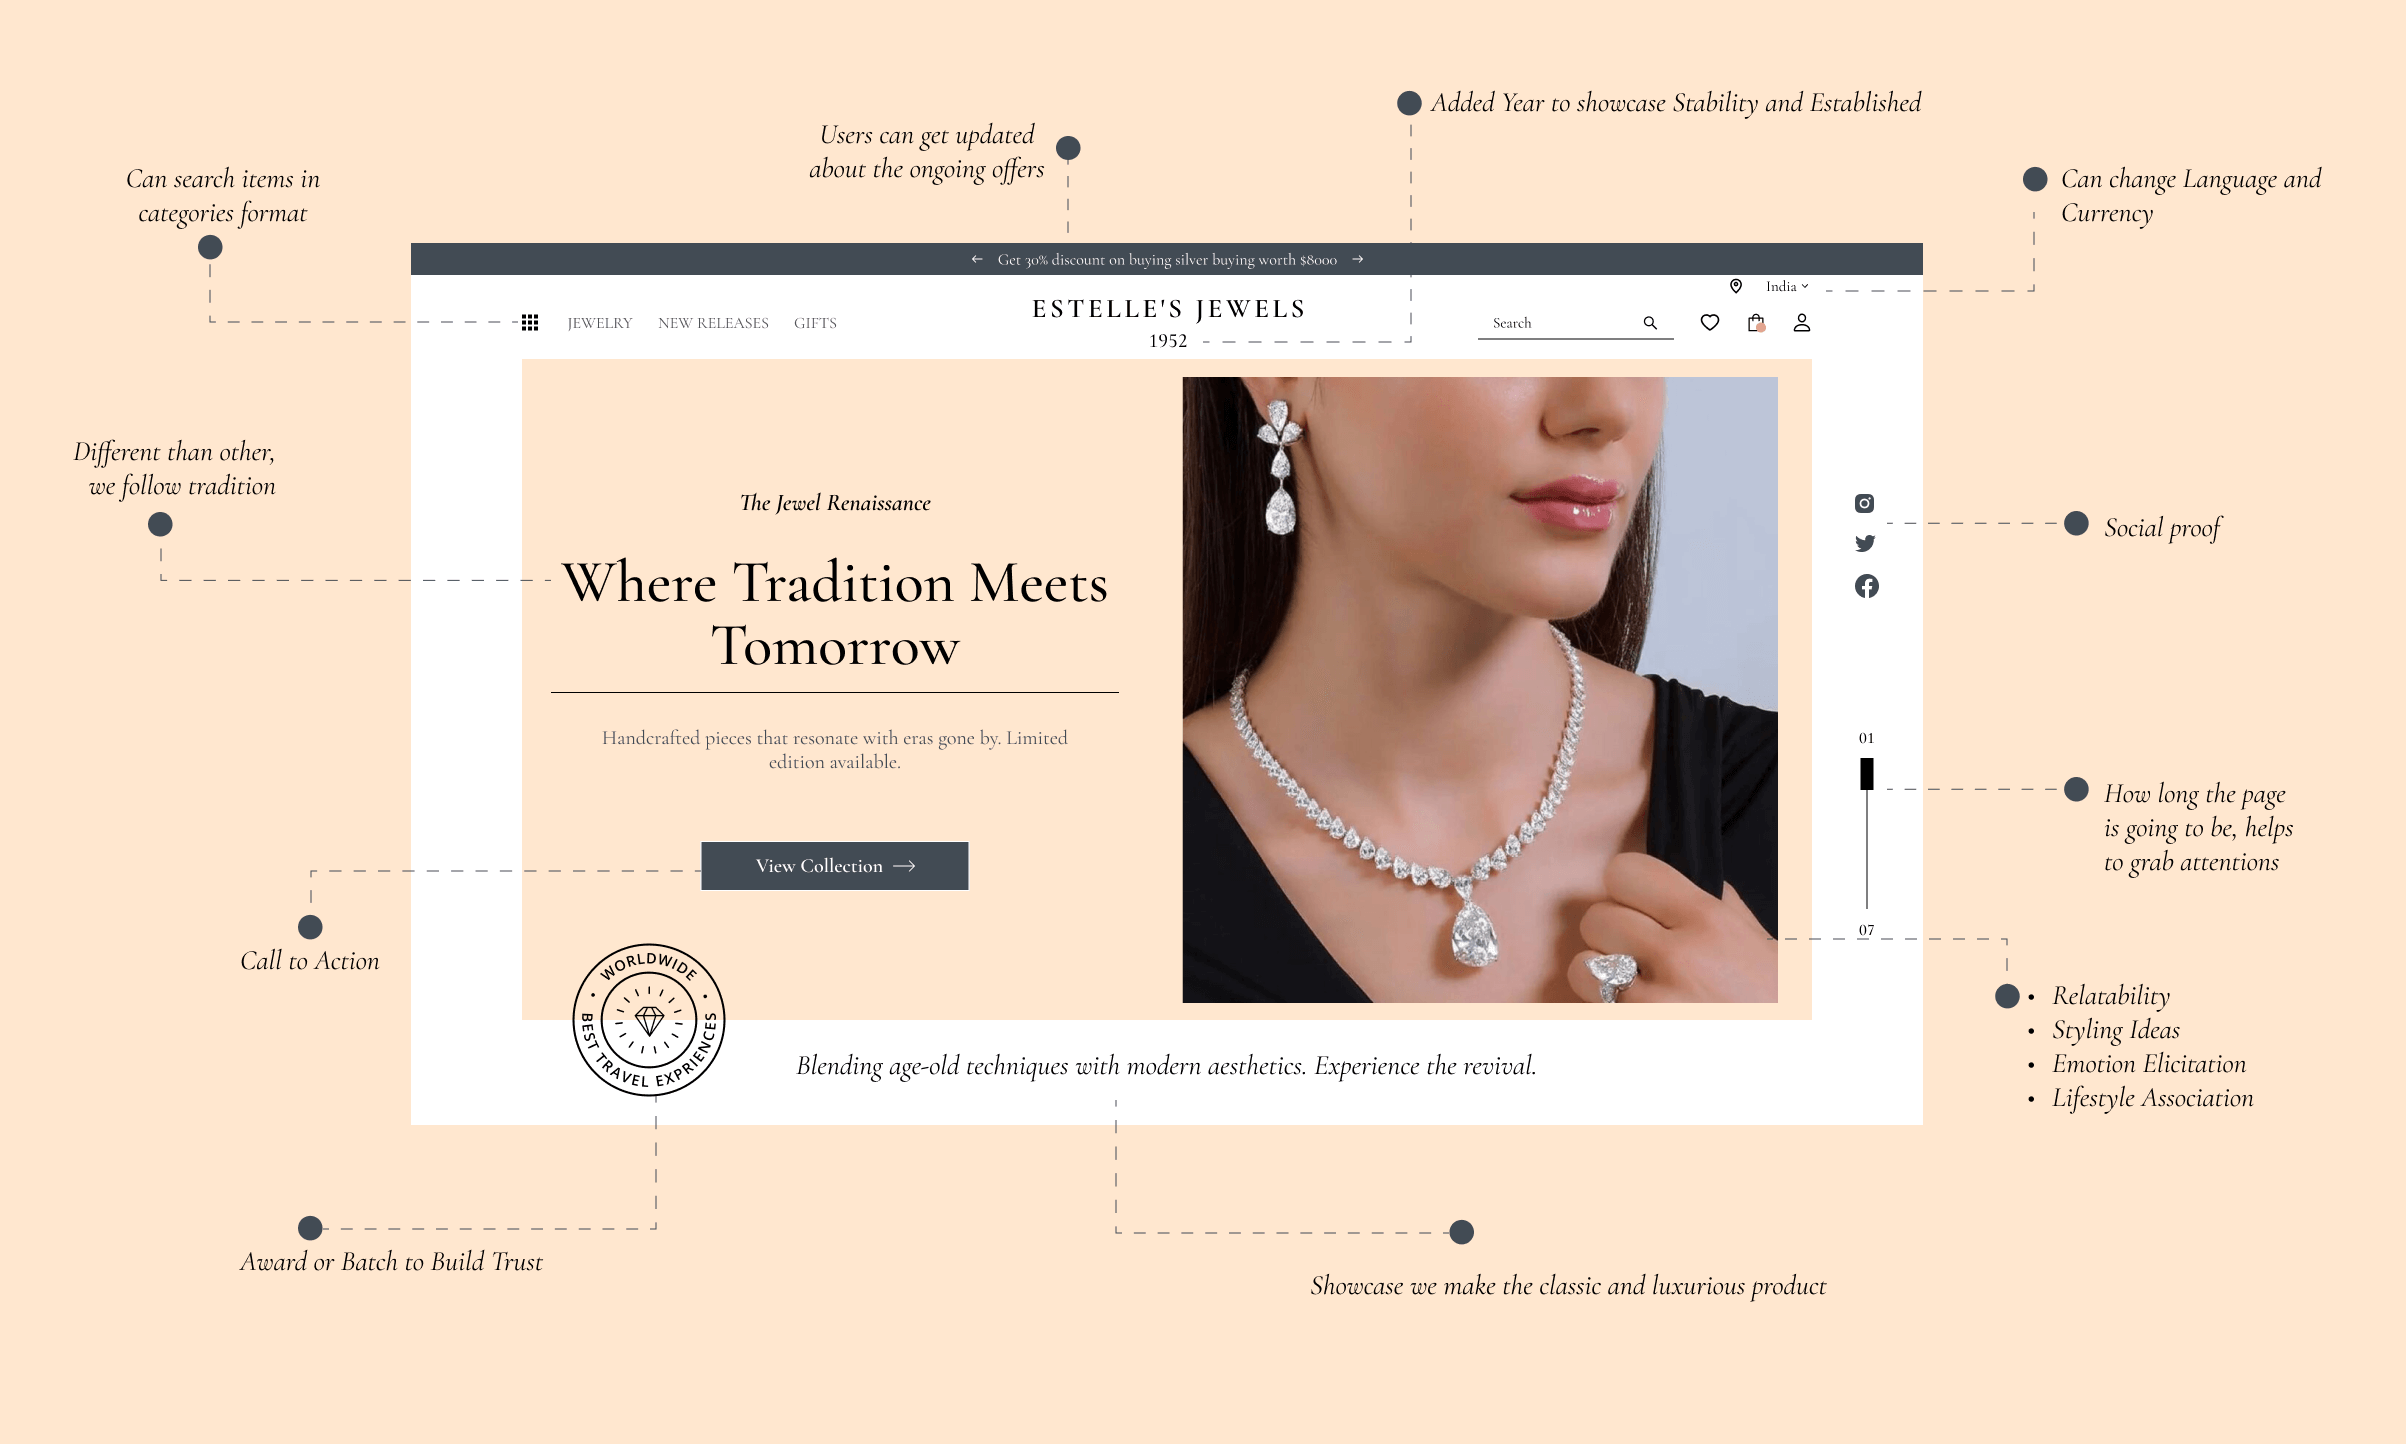 Added Year to showcase Stability and Established
Users can get updated
about the ongoing offers
Can search items in
categories format
Can change Language and
Currency
Get 30% discount on buying silver buying worth $8000
India
ESTELLE'S JEWELS
1952
JEWELRY
NEW RELEASES
GIFTS
Search
Different than other,
we follow tradition
The Jewel Renaissance
Where Tradition Meets
Tomorrow
Handcrafted pieces that resonate with eras gone by. Limited
edition available.
View Collection
Social proof
01
07
How long the page
is going to be, helps
to grab attentions
Call to Action
• Relatability
• Styling Ideas
• Emotion Elicitation
• Lifestyle Association
• WORLDWIDE •
BEST TRAVEL EXPRIENCES
Blending age-old techniques with modern aesthetics. Experience the revival.
Award or Batch to Build Trust
Showcase we make the classic and luxurious product